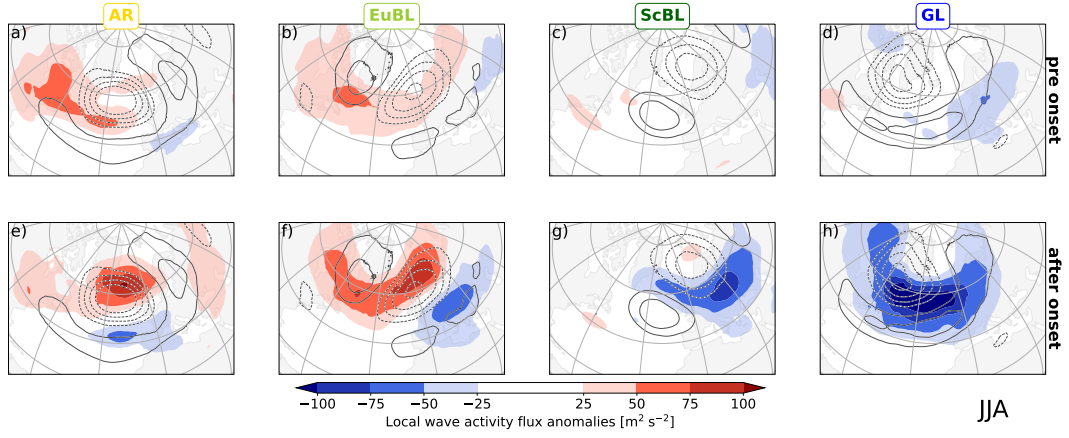 AR
EuBL
ScBL
GL
a)
b)
c)
d)
pre onset
e)
f)
g)
h)
after onset
−100 −75 −50 −25 25 50 75 100
Local wave activity flux anomalies [m² s⁻²]
JJA